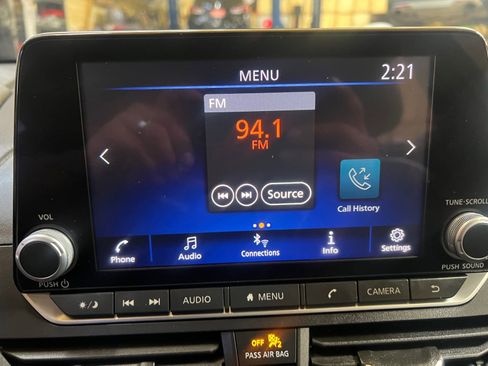 MENU 2:21
FM
94.1
FM
Source
Call History
VOL
TUNE·SCROLL
Phone Audio Connections Info Settings
PUSH
PUSH SOUND
AUDIO MENU CAMERA
OFF 2
PASS AIR BAG